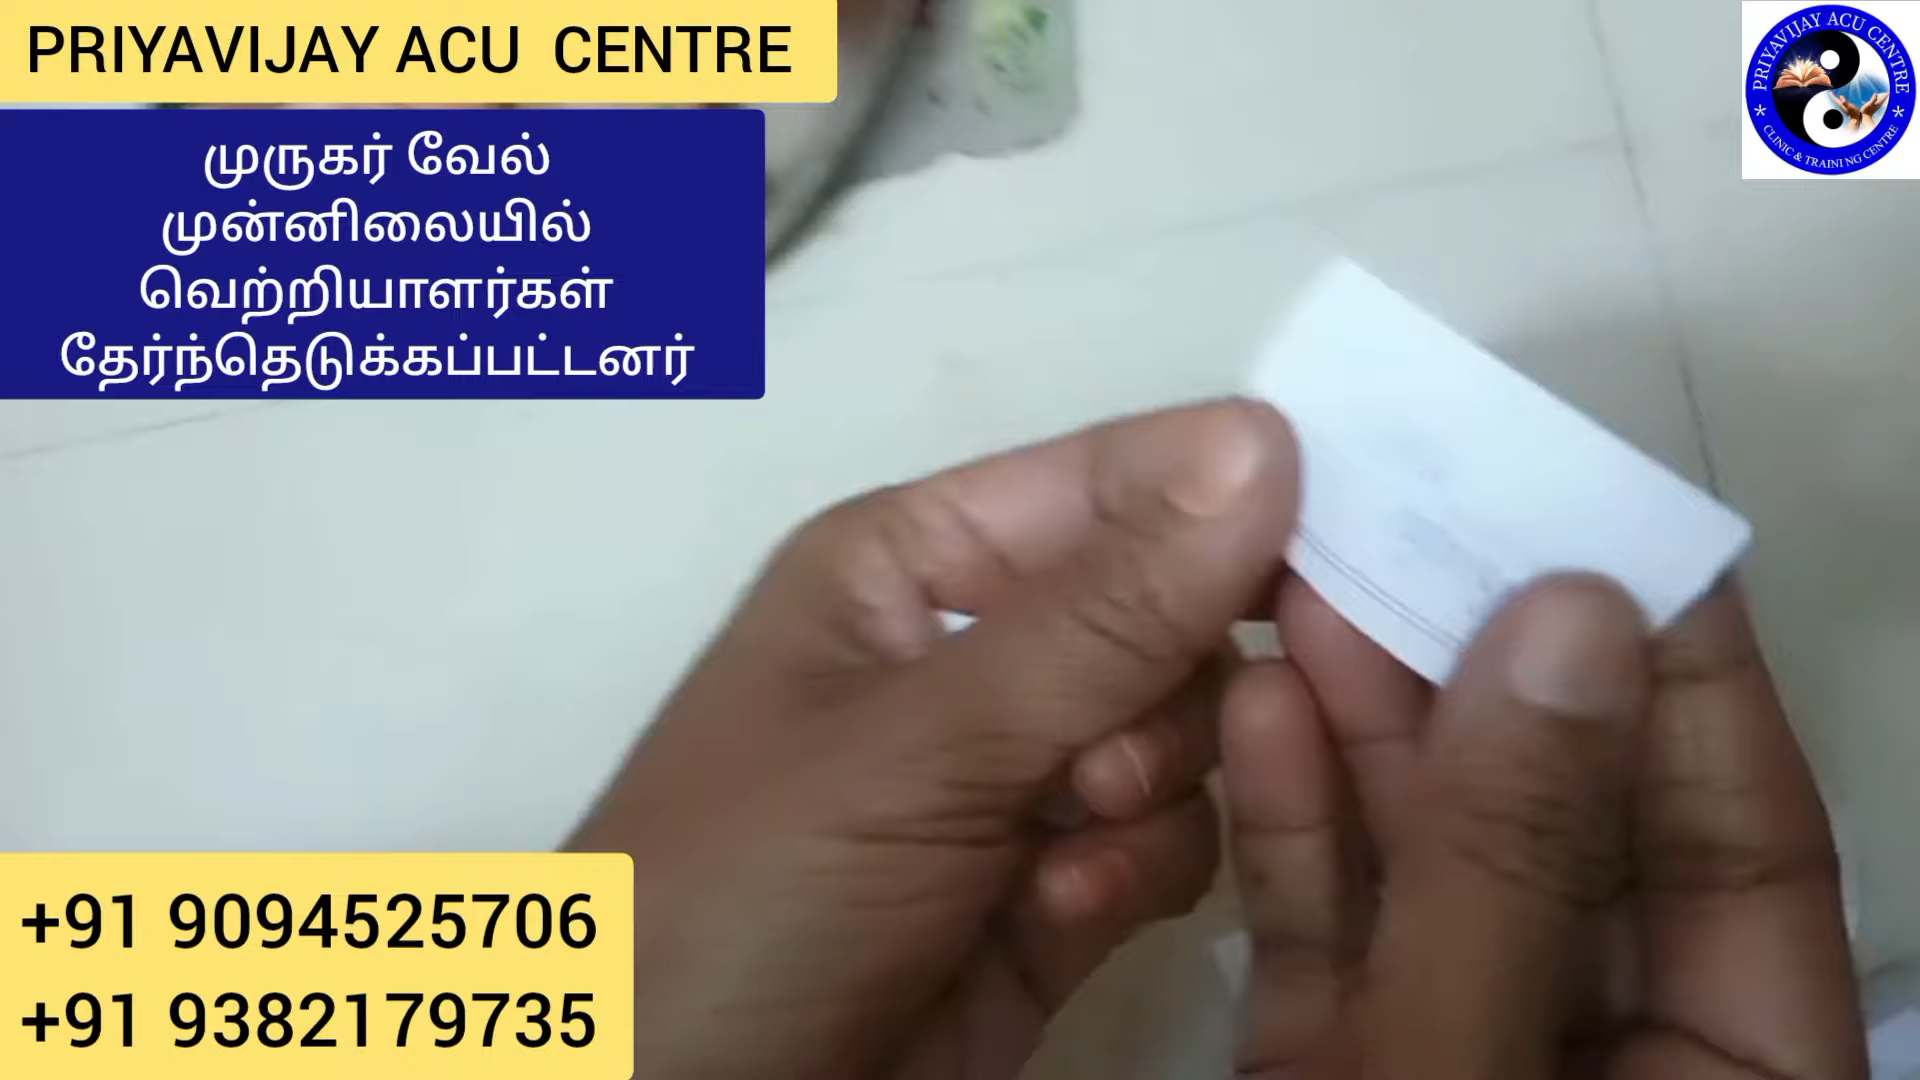 PRIYAVIJAY ACU CENTRE
முருகர் வேல்
முன்னிலையில்
வெற்றியாளர்கள்
தேர்ந்தெடுக்கப்பட்டனர்
+91 9094525706
+91 9382179735
PRIYAVIJAY ACU CENTRE
* CLINIC & TRAINING CENTRE *